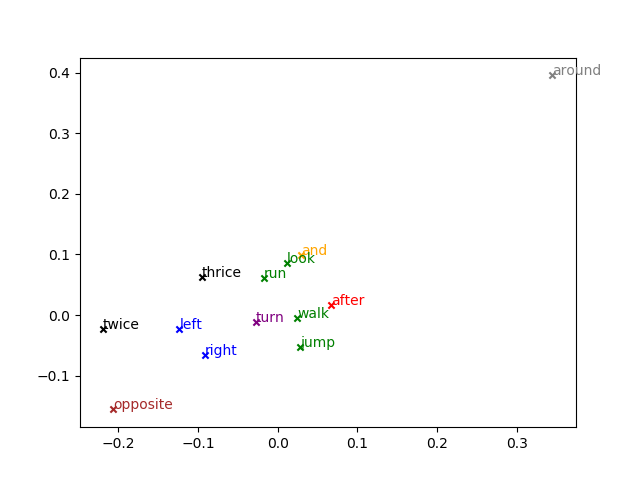 0.4
0.3
0.2
0.1
0.0
−0.1
around
and
look
run
thrice
after
walk
turn
twice
left
jump
right
opposite
−0.2
−0.1
0.0
0.1
0.2
0.3